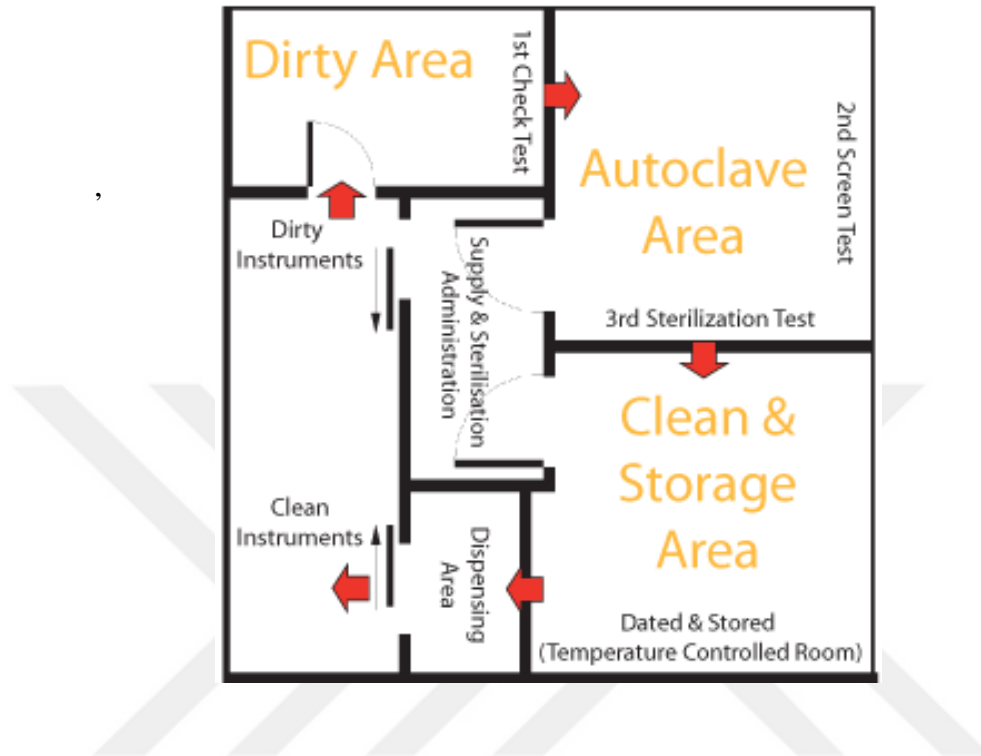 Dirty Area
1st Check Test
2nd Screen Test
Autoclave
Area
,
Dirty
Instruments
Supply & Sterilisation
Administration
3rd Sterilization Test
Clean &
Storage
Area
Clean
Instruments
Dispensing
Area
Dated & Stored
(Temperature Controlled Room)